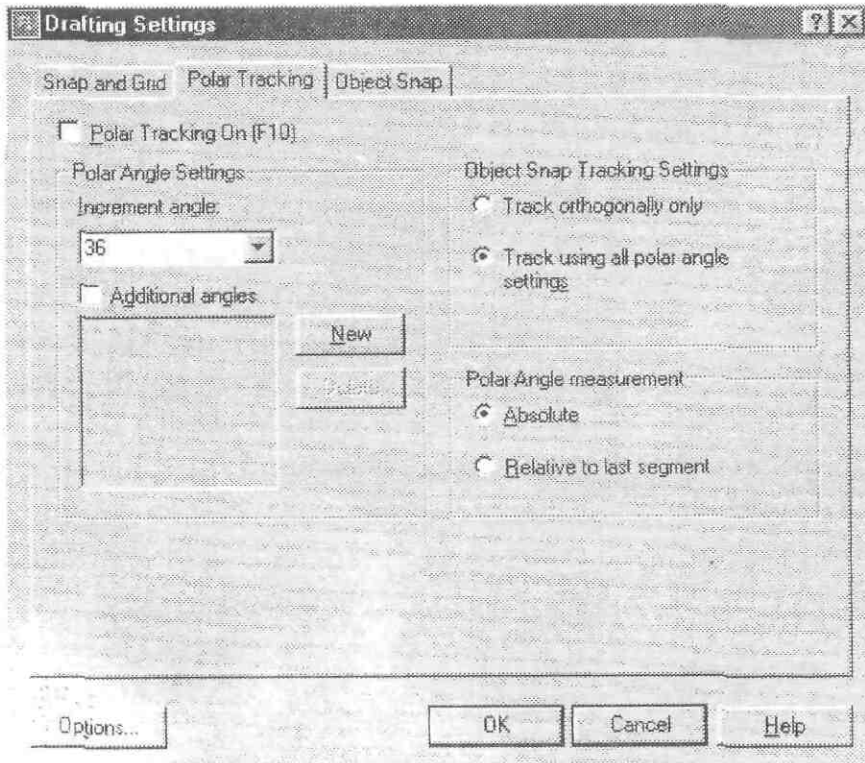 Drafting Settings
Snap and Grid
Polar Tracking
Object Snap
Polar Tracking On (F10)
Polar Angle Settings
Increment angle:
36
Additional angles
New
Object Snap Tracking Settings
Track orthogonally only
Track using all polar angle
settings
Polar Angle measurement
Absolute
Relative to last segment
Options...
OK
Cancel
Help